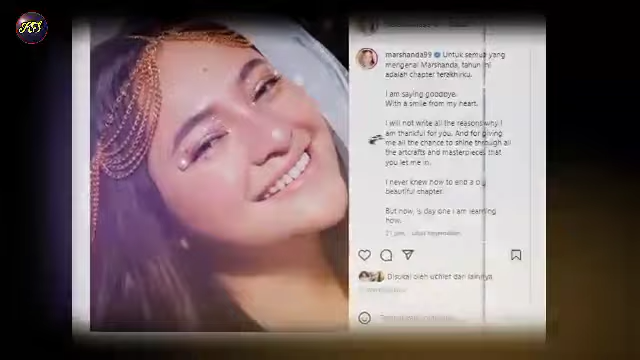 marshanda99 Untuk semua yang
mengenal Marshanda, tahun ini
adalah chapter terakhirku.
I am saying goodbye.
With a smile from my heart.
I will not write all the reasons why I
am thankful for you. And for giving
me all the chance to shine through all
the artcrafts and masterpieces that
you let me in.
I never knew how to end a
beautiful chapter.
But now, is day one I am learning
how.
Disukai oleh uchier dan lainnya